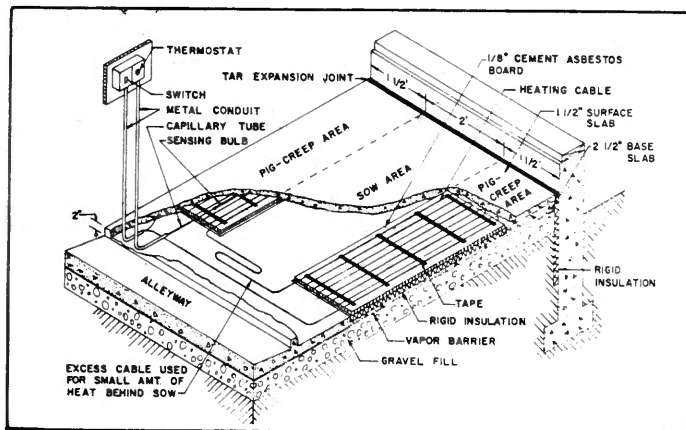 THERMOSTAT
SWITCH
METAL CONDUIT
CAPILLARY TUBE
SENSING BULB
TAR EXPANSION JOINT
1/8" CEMENT ASBESTOS
BOARD
HEATING CABLE
1 1/2" SURFACE
SLAB
2 1/2" BASE
SLAB
1 1/2'
2'
1 1/2'
PIG-CREEP AREA
SOW AREA
PIG-
CREEP
AREA
2"
ALLEYWAY
RIGID
INSULATION
TAPE
RIGID INSULATION
VAPOR BARRIER
GRAVEL FILL
EXCESS CABLE USED
FOR SMALL AMT. OF
HEAT BEHIND SOW